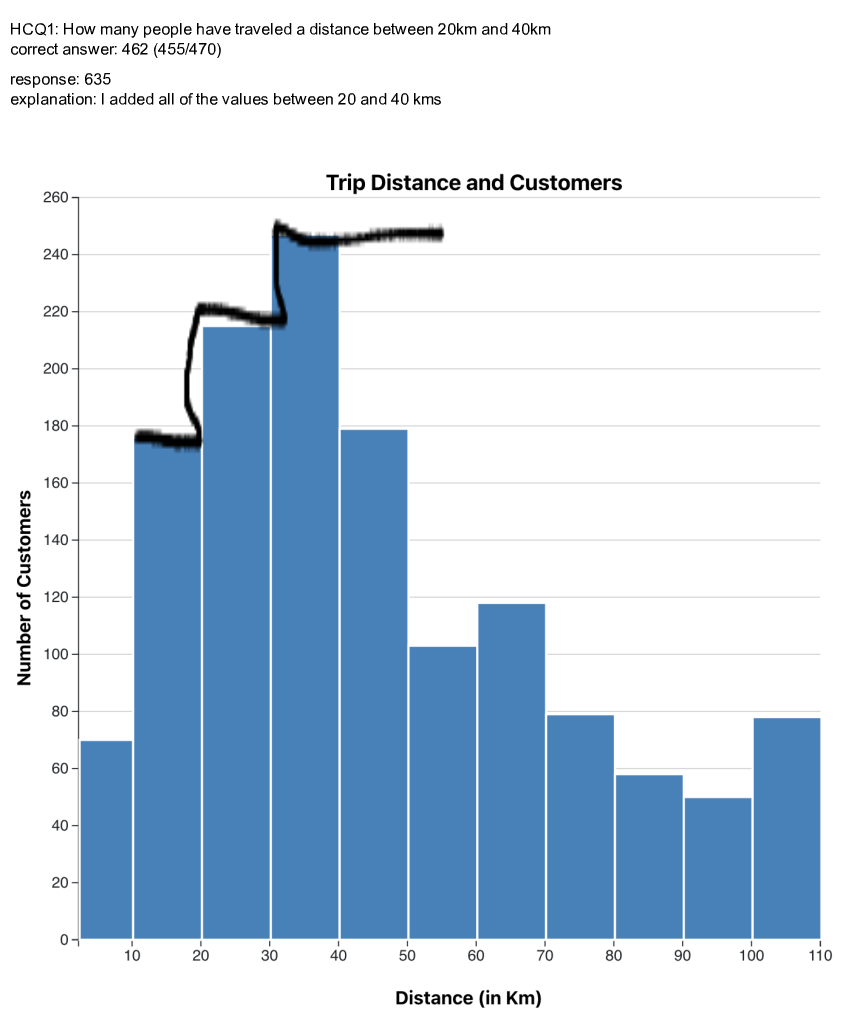 HCQ1: How many people have traveled a distance between 20km and 40km
correct answer: 462 (455/470)
response: 635
explanation: I added all of the values between 20 and 40 kms
Trip Distance and Customers
260
240
220
200
180
160
140
120
100
80
60
40
20
0
Number of Customers
10 20 30 40 50 60 70 80 90 100 110
Distance (in Km)